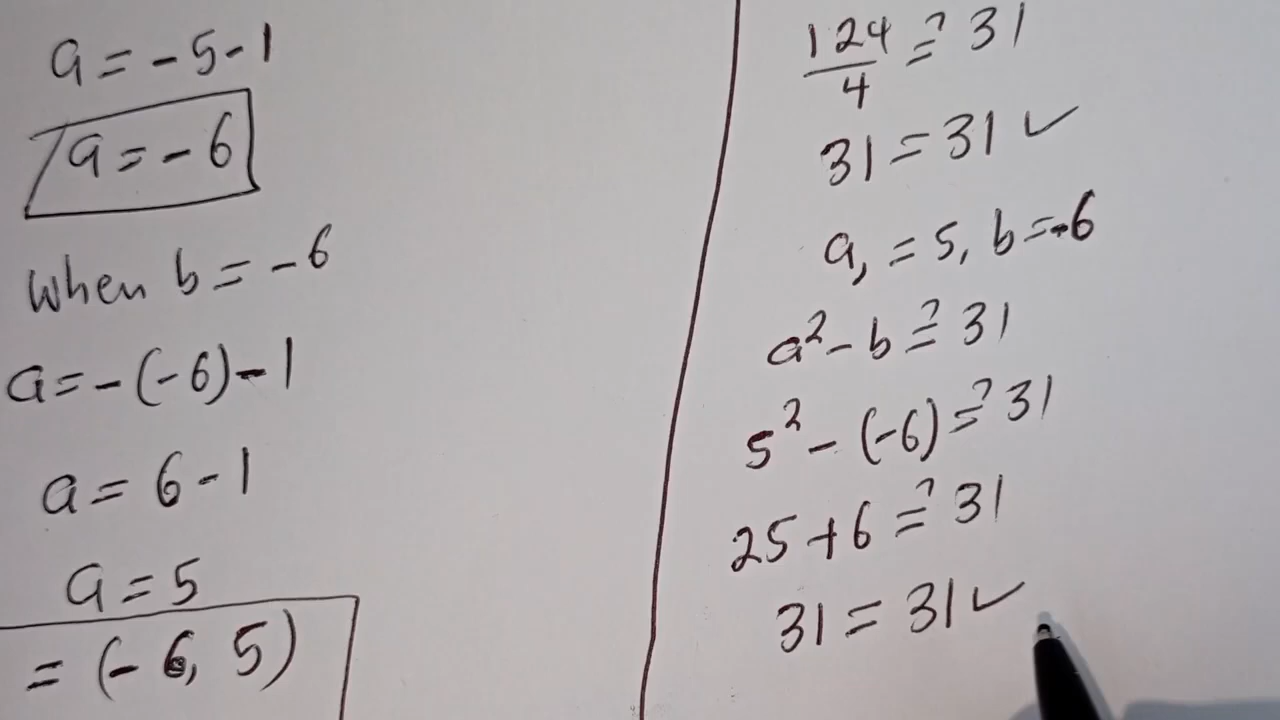 a = -5-1
a = -6
When b = -6
a = -(-6)-1
a = 6-1
a = 5
= (-6, 5)
124/4 =? 31
31 = 31 ✓
a, = 5, b = -6
a² - b =? 31
5² - (-6) =? 31
25+6 =? 31
31 = 31 ✓